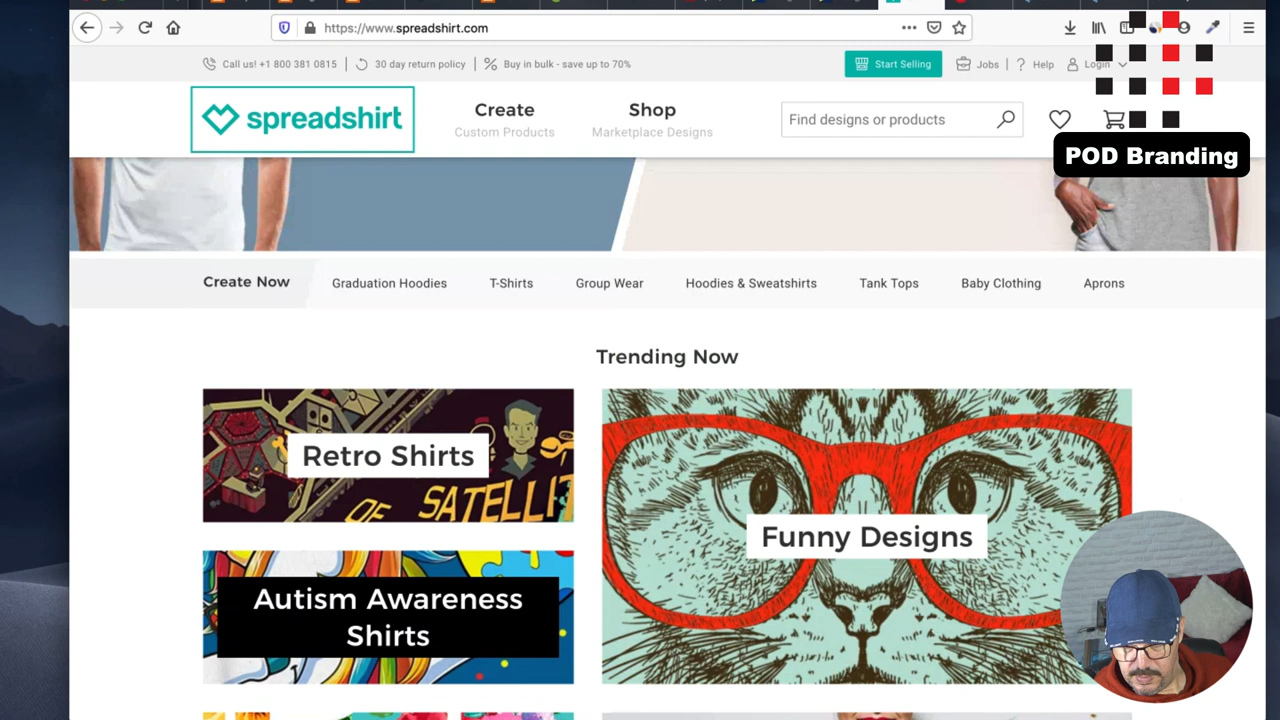 https://www.spreadshirt.com
Call us! +1 800 381 0815
30 day return policy
Buy in bulk - save up to 70%
Start Selling
Jobs
Help
Login
spreadshirt
Create
Custom Products
Shop
Marketplace Designs
Find designs or products
POD Branding
Create Now
Graduation Hoodies
T-Shirts
Group Wear
Hoodies & Sweatshirts
Tank Tops
Baby Clothing
Aprons
Trending Now
Retro Shirts
OF SATELLIT
Funny Designs
Autism Awareness
Shirts